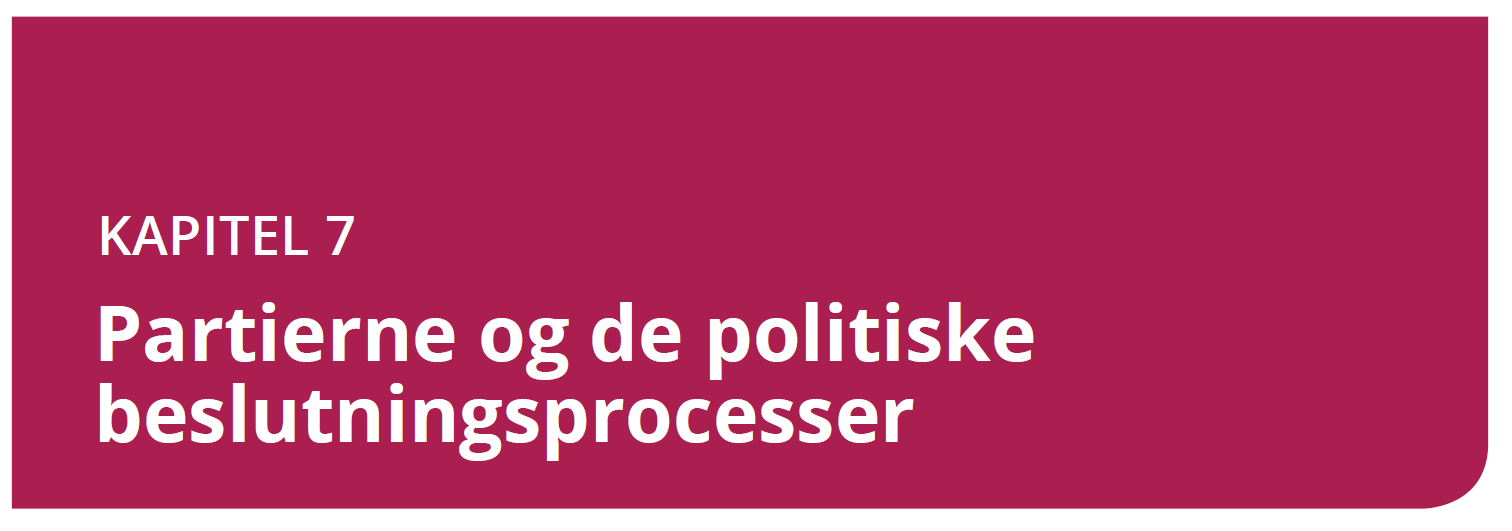 KAPITEL 7
Partierne og de politiske
beslutningsprocesser